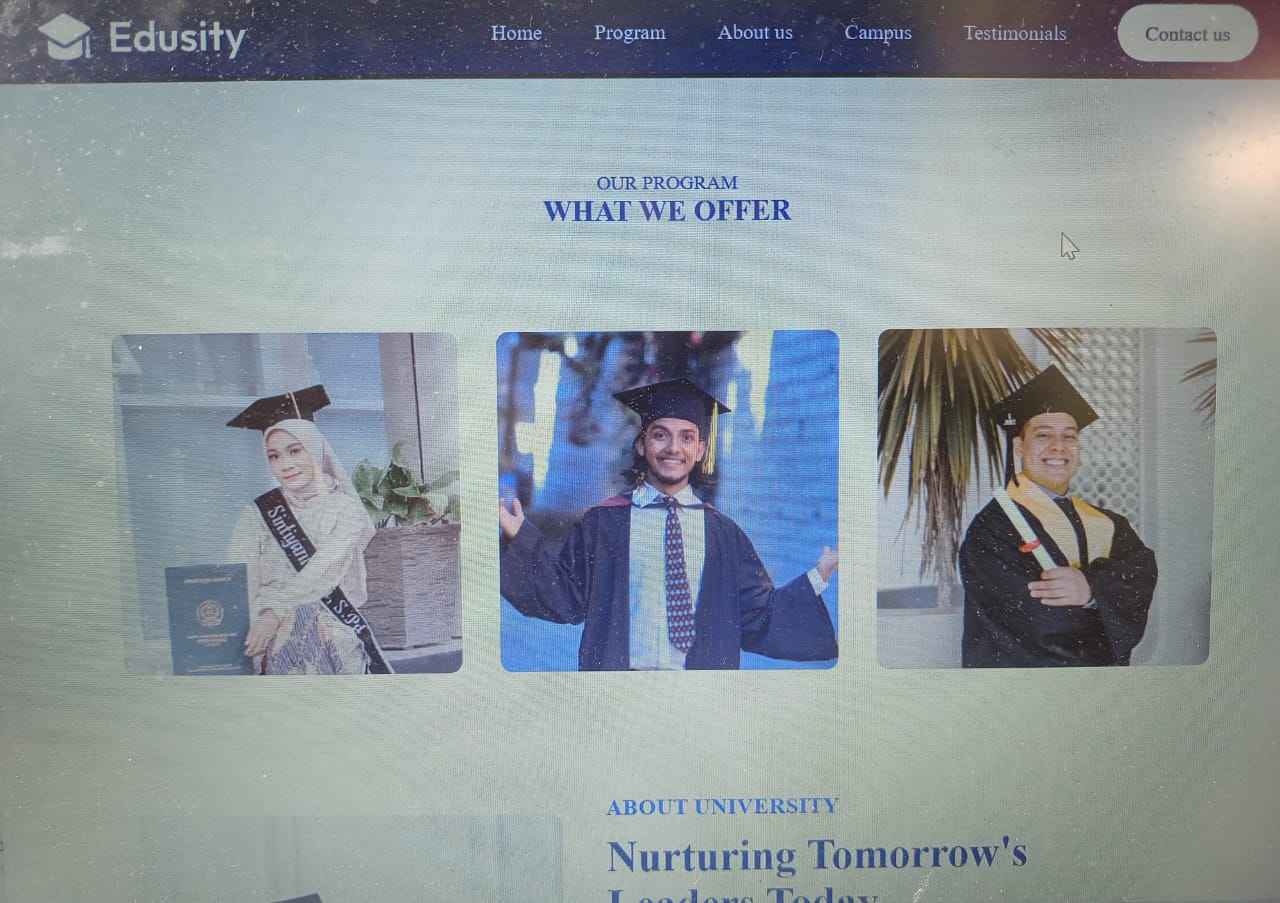 Edusity
Home Program About us Campus Testimonials Contact us
OUR PROGRAM
WHAT WE OFFER
Sintiyani
, S.Pd
ABOUT UNIVERSITY
Nurturing Tomorrow's
Leaders Today